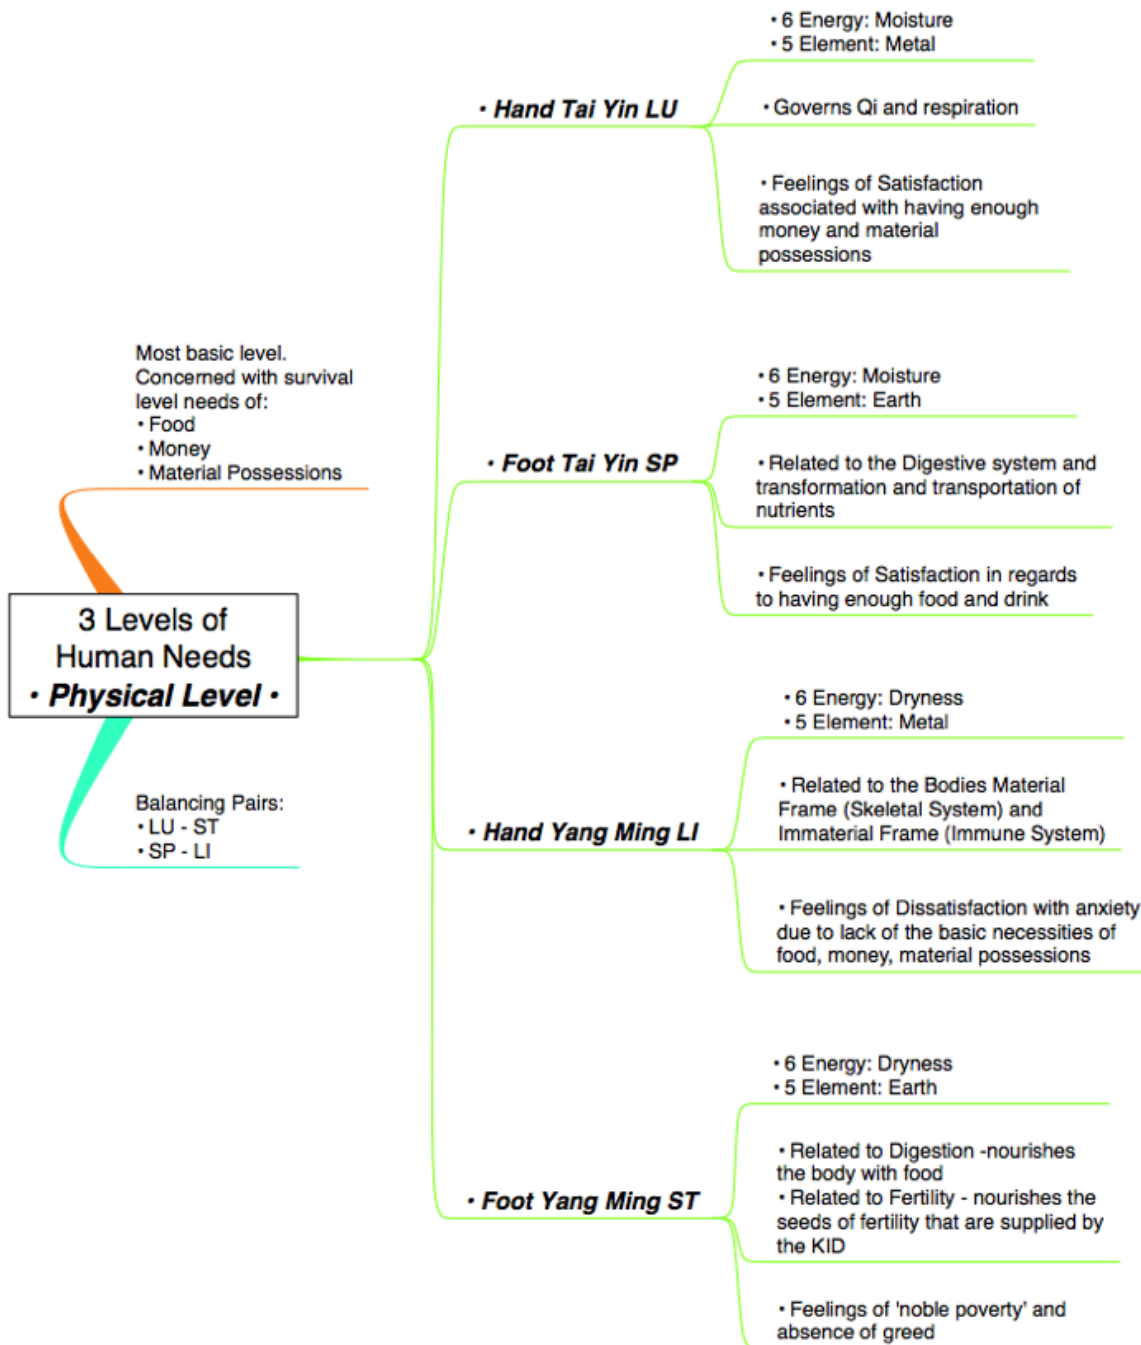 • 6 Energy: Moisture
• 5 Element: Metal
• Hand Tai Yin LU
• Governs Qi and respiration
• Feelings of Satisfaction
associated with having enough
money and material
possessions
Most basic level.
Concerned with survival
level needs of:
• Food
• Money
• Material Possessions
• 6 Energy: Moisture
• 5 Element: Earth
• Foot Tai Yin SP
• Related to the Digestive system and
transformation and transportation of
nutrients
• Feelings of Satisfaction in regards
to having enough food and drink
3 Levels of
Human Needs
• Physical Level •
• 6 Energy: Dryness
• 5 Element: Metal
Balancing Pairs:
• LU - ST
• SP - LI
• Hand Yang Ming LI
• Related to the Bodies Material
Frame (Skeletal System) and
Immaterial Frame (Immune System)
• Feelings of Dissatisfaction with anxiety
due to lack of the basic necessities of
food, money, material possessions
• 6 Energy: Dryness
• 5 Element: Earth
• Foot Yang Ming ST
• Related to Digestion -nourishes
the body with food
• Related to Fertility - nourishes the
seeds of fertility that are supplied by
the KID
• Feelings of 'noble poverty' and
absence of greed